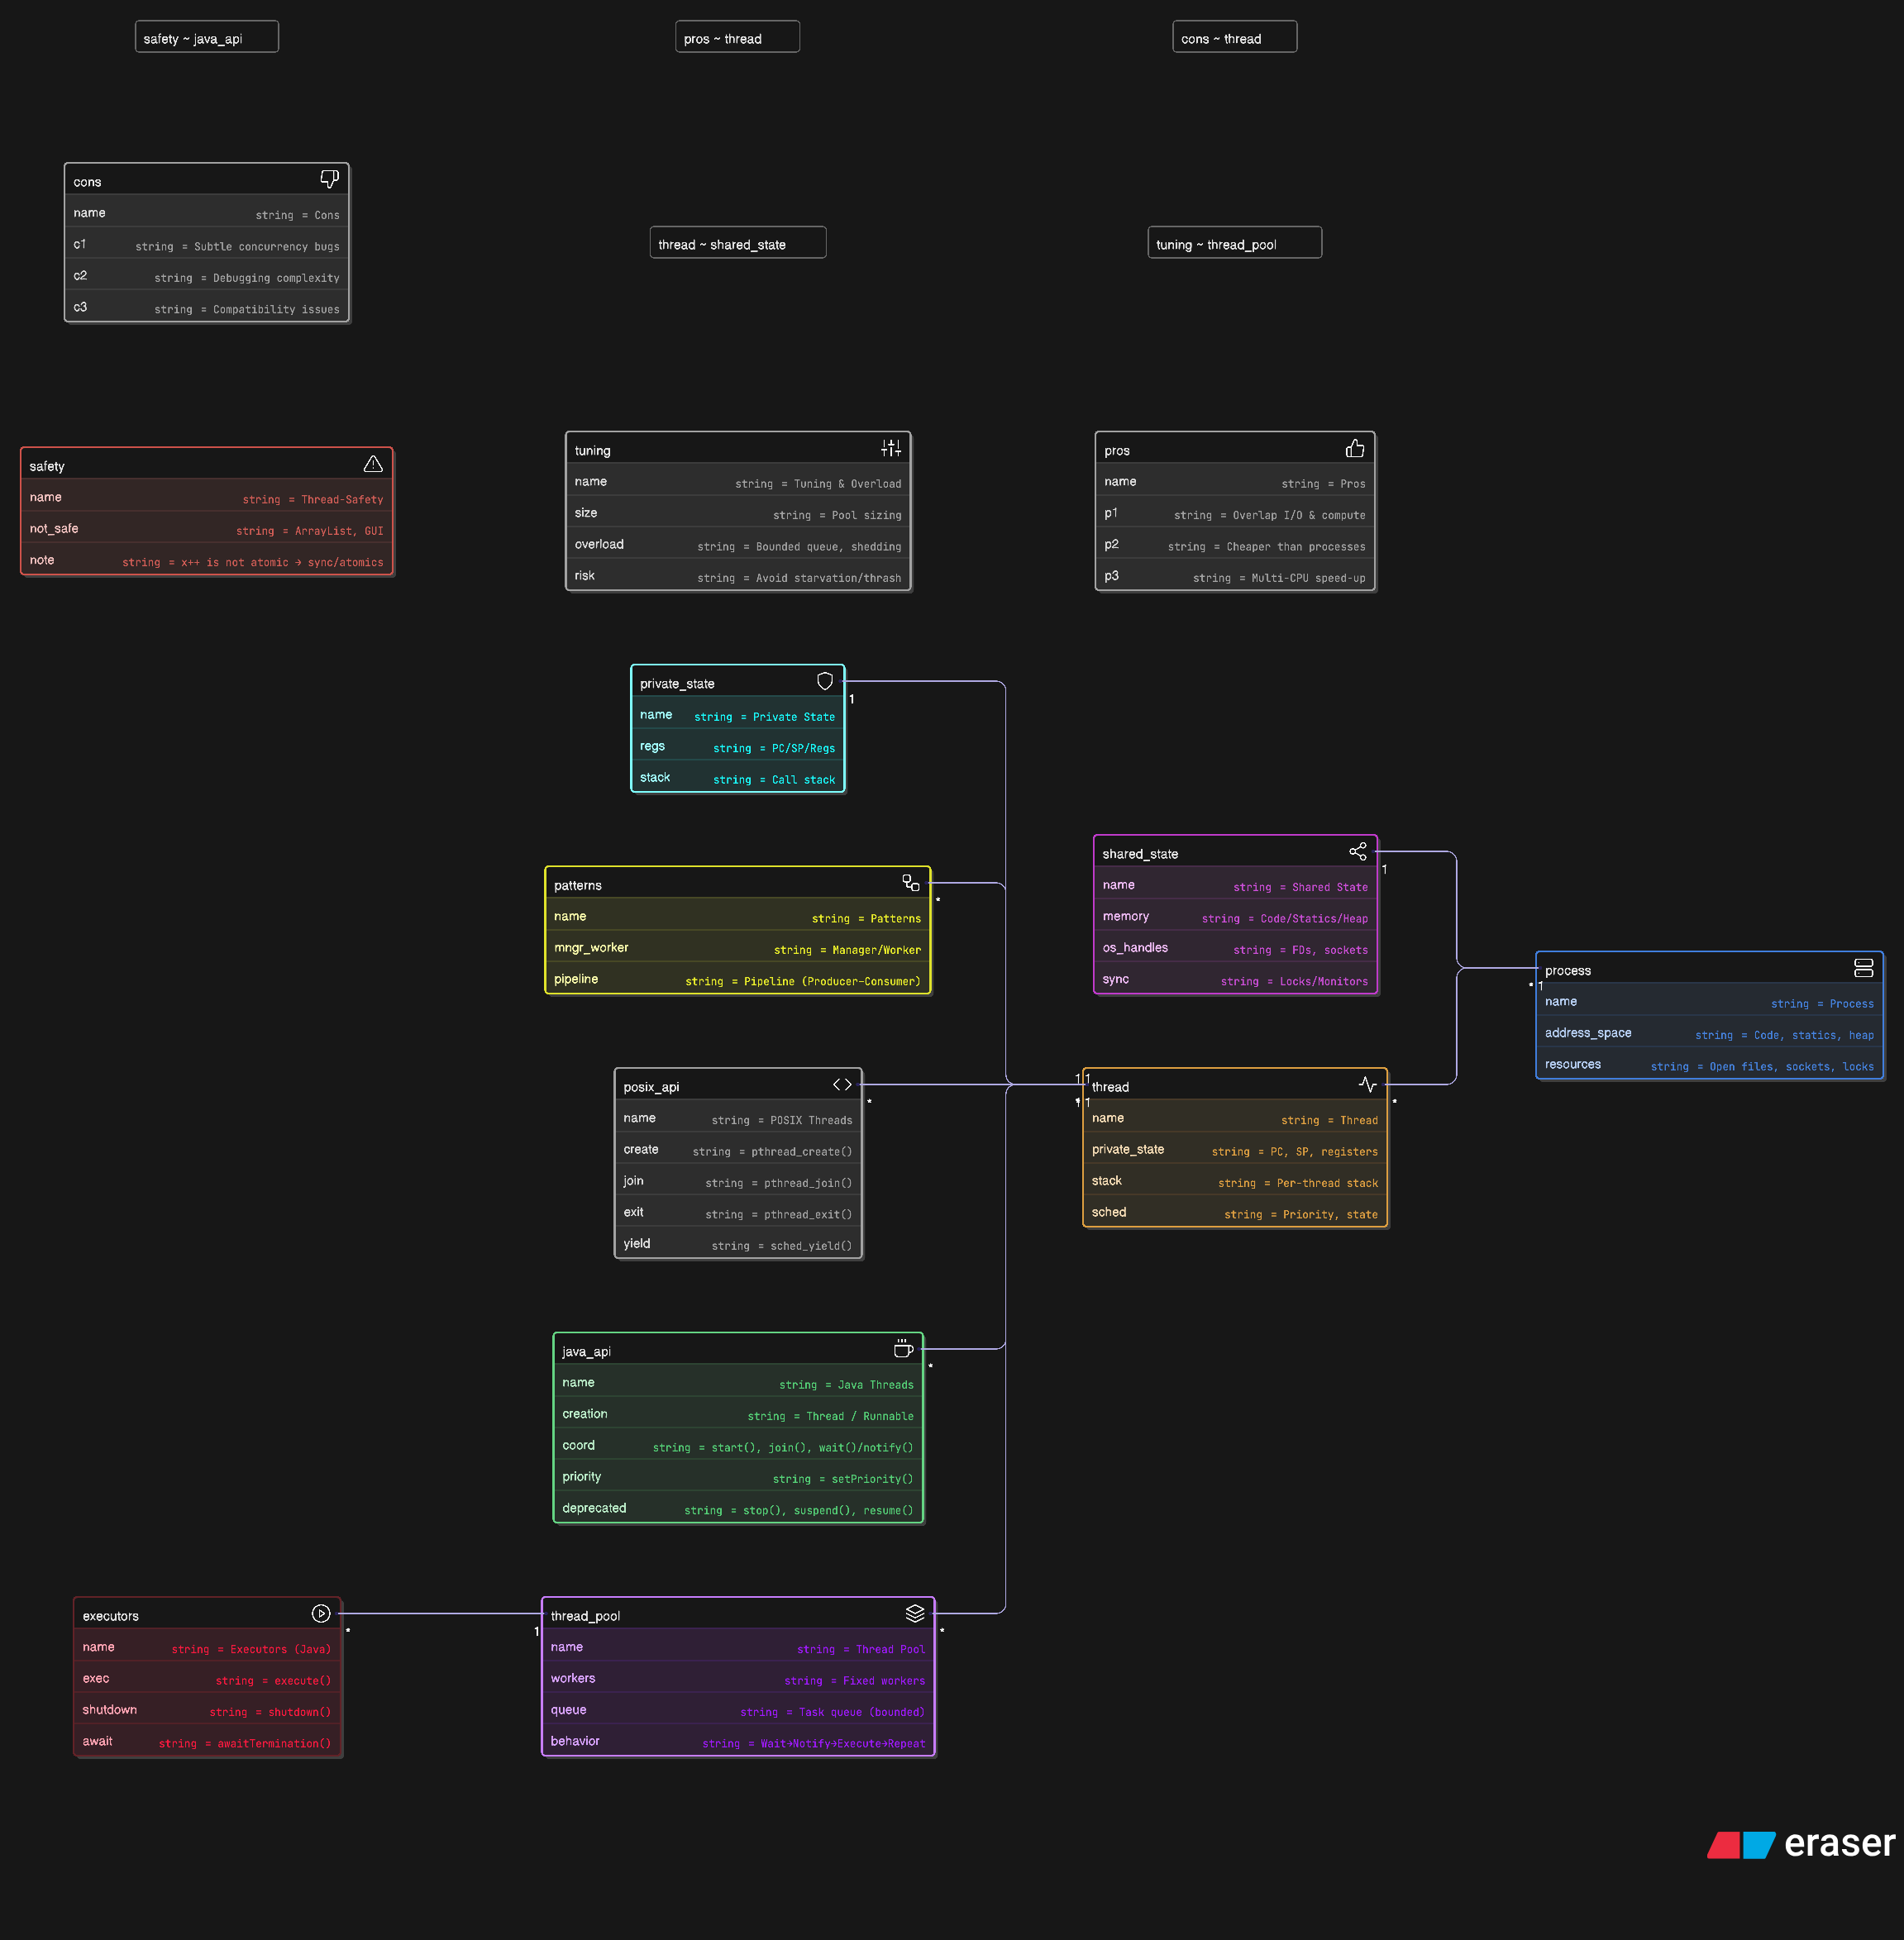 safety ~ java_api
pros ~ thread
cons ~ thread
cons
name string = Cons
c1 string = Subtle concurrency bugs
c2 string = Debugging complexity
c3 string = Compatibility issues
thread ~ shared_state
tuning ~ thread_pool
safety
name string = Thread-Safety
not_safe string = ArrayList, GUI
note string = x++ is not atomic → sync/atomics
tuning
name string = Tuning & Overload
size string = Pool sizing
overload string = Bounded queue, shedding
risk string = Avoid starvation/thrash
pros
name string = Pros
p1 string = Overlap I/O & compute
p2 string = Cheaper than processes
p3 string = Multi-CPU speed-up
private_state
1
name string = Private State
regs string = PC/SP/Regs
stack string = Call stack
patterns
*
name string = Patterns
mngr_worker string = Manager/Worker
pipeline string = Pipeline (Producer-Consumer)
shared_state
1
name string = Shared State
memory string = Code/Statics/Heap
os_handles string = FDs, sockets
sync string = Locks/Monitors
process
* 1
name string = Process
address_space string = Code, statics, heap
resources string = Open files, sockets, locks
posix_api
*
name string = POSIX Threads
create string = pthread_create()
join string = pthread_join()
exit string = pthread_exit()
yield string = sched_yield()
1 1
thread
1 1
*
name string = Thread
private_state string = PC, SP, registers
stack string = Per-thread stack
sched string = Priority, state
java_api
*
name string = Java Threads
creation string = Thread / Runnable
coord string = start(), join(), wait()/notify()
priority string = setPriority()
deprecated string = stop(), suspend(), resume()
executors
*
name string = Executors (Java)
exec string = execute()
shutdown string = shutdown()
await string = awaitTermination()
thread_pool
1
*
name string = Thread Pool
workers string = Fixed workers
queue string = Task queue (bounded)
behavior string = Wait→Notify→Execute→Repeat
eraser